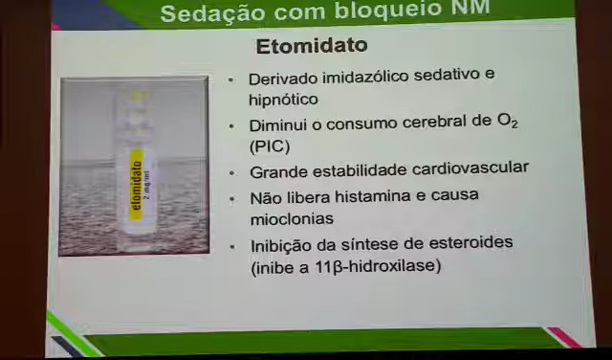 Sedação com bloqueio NM
Etomidato
• Derivado imidazólico sedativo e
hipnótico
• Diminui o consumo cerebral de O₂
(PIC)
• Grande estabilidade cardiovascular
• Não libera histamina e causa
mioclonias
• Inibição da síntese de esteroides
(inibe a 11β-hidroxilase)
etomidato
2 mg/ml